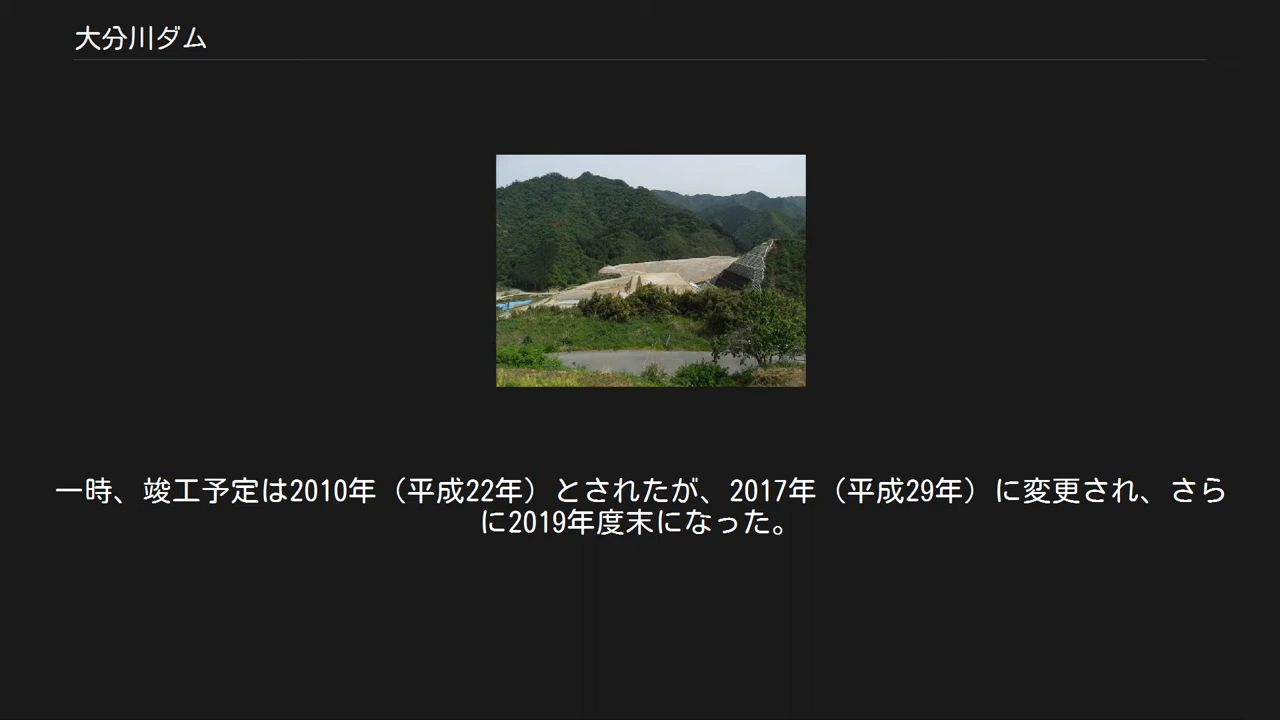 大分川ダム
一時、竣工予定は2010年（平成22年）とされたが、2017年（平成29年）に変更され、さら
に2019年度末になった。